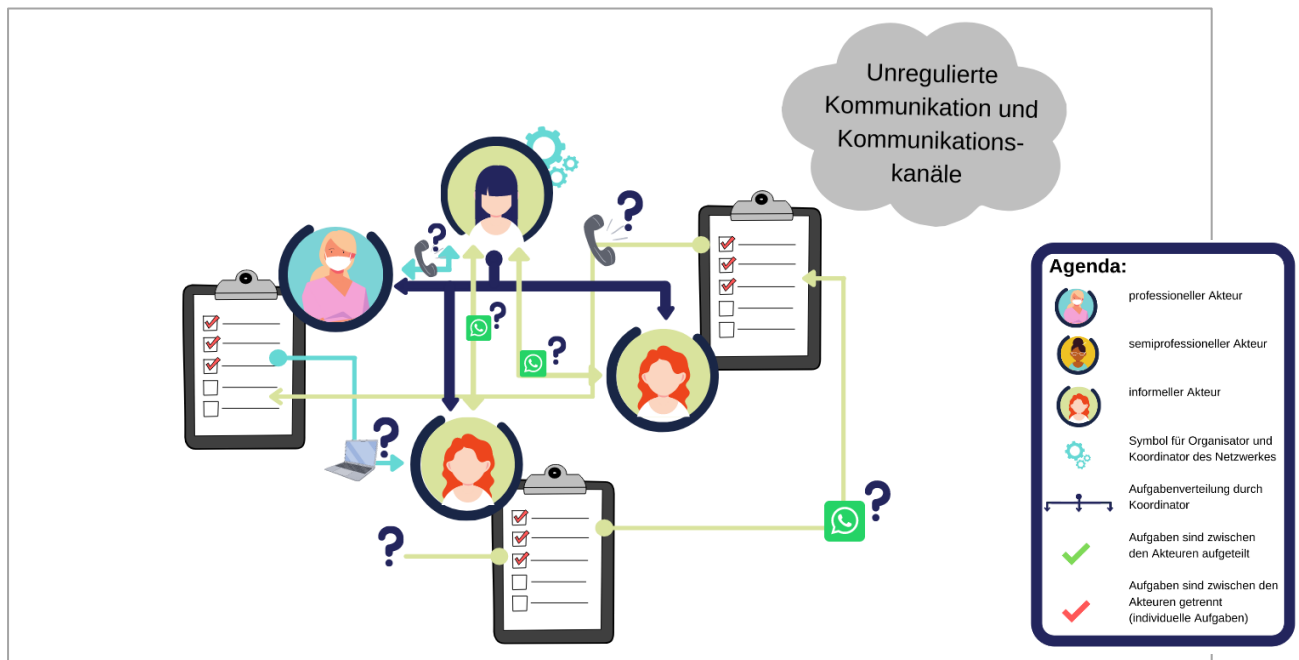 Unregulierte
Kommunikation und
Kommunikations-
kanäle
?
?
?
?
?
?
?
Agenda:
professioneller Akteur
semiprofessioneller Akteur
informeller Akteur
Symbol für Organisator und
Koordinator des Netzwerkes
Aufgabenverteilung durch
Koordinator
Aufgaben sind zwischen
den Akteuren aufgeteilt
Aufgaben sind zwischen den
Akteuren getrennt
(individuelle Aufgaben)